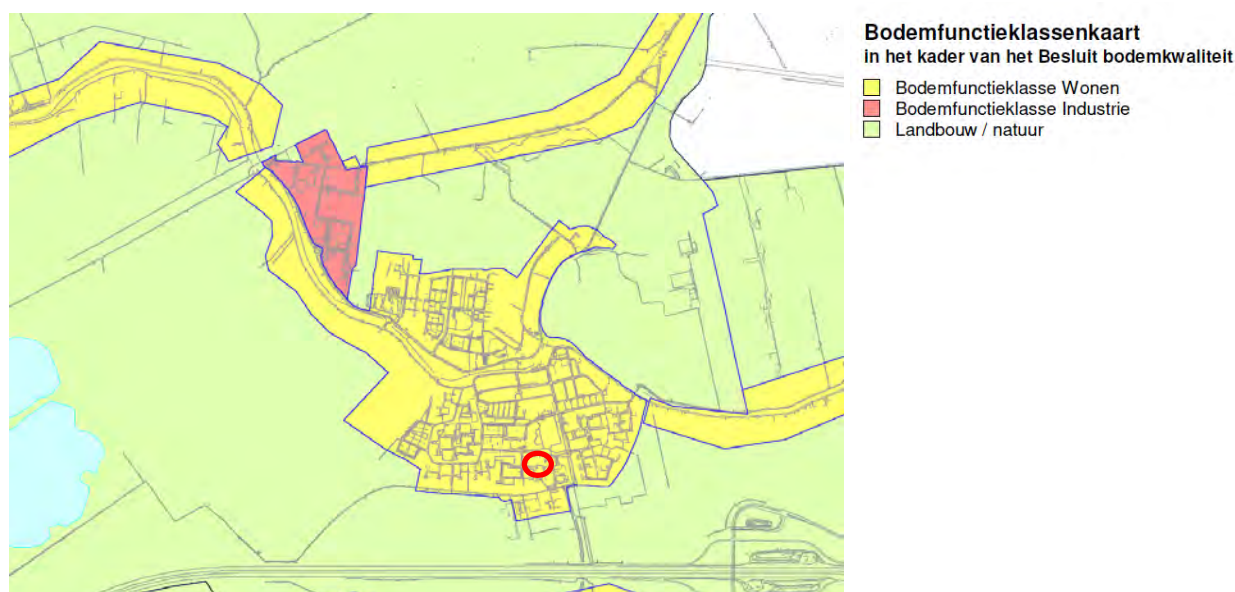 Bodemfunctieklassenkaart
in het kader van het Besluit bodemkwaliteit
Bodemfunctieklasse Wonen
Bodemfunctieklasse Industrie
Landbouw / natuur